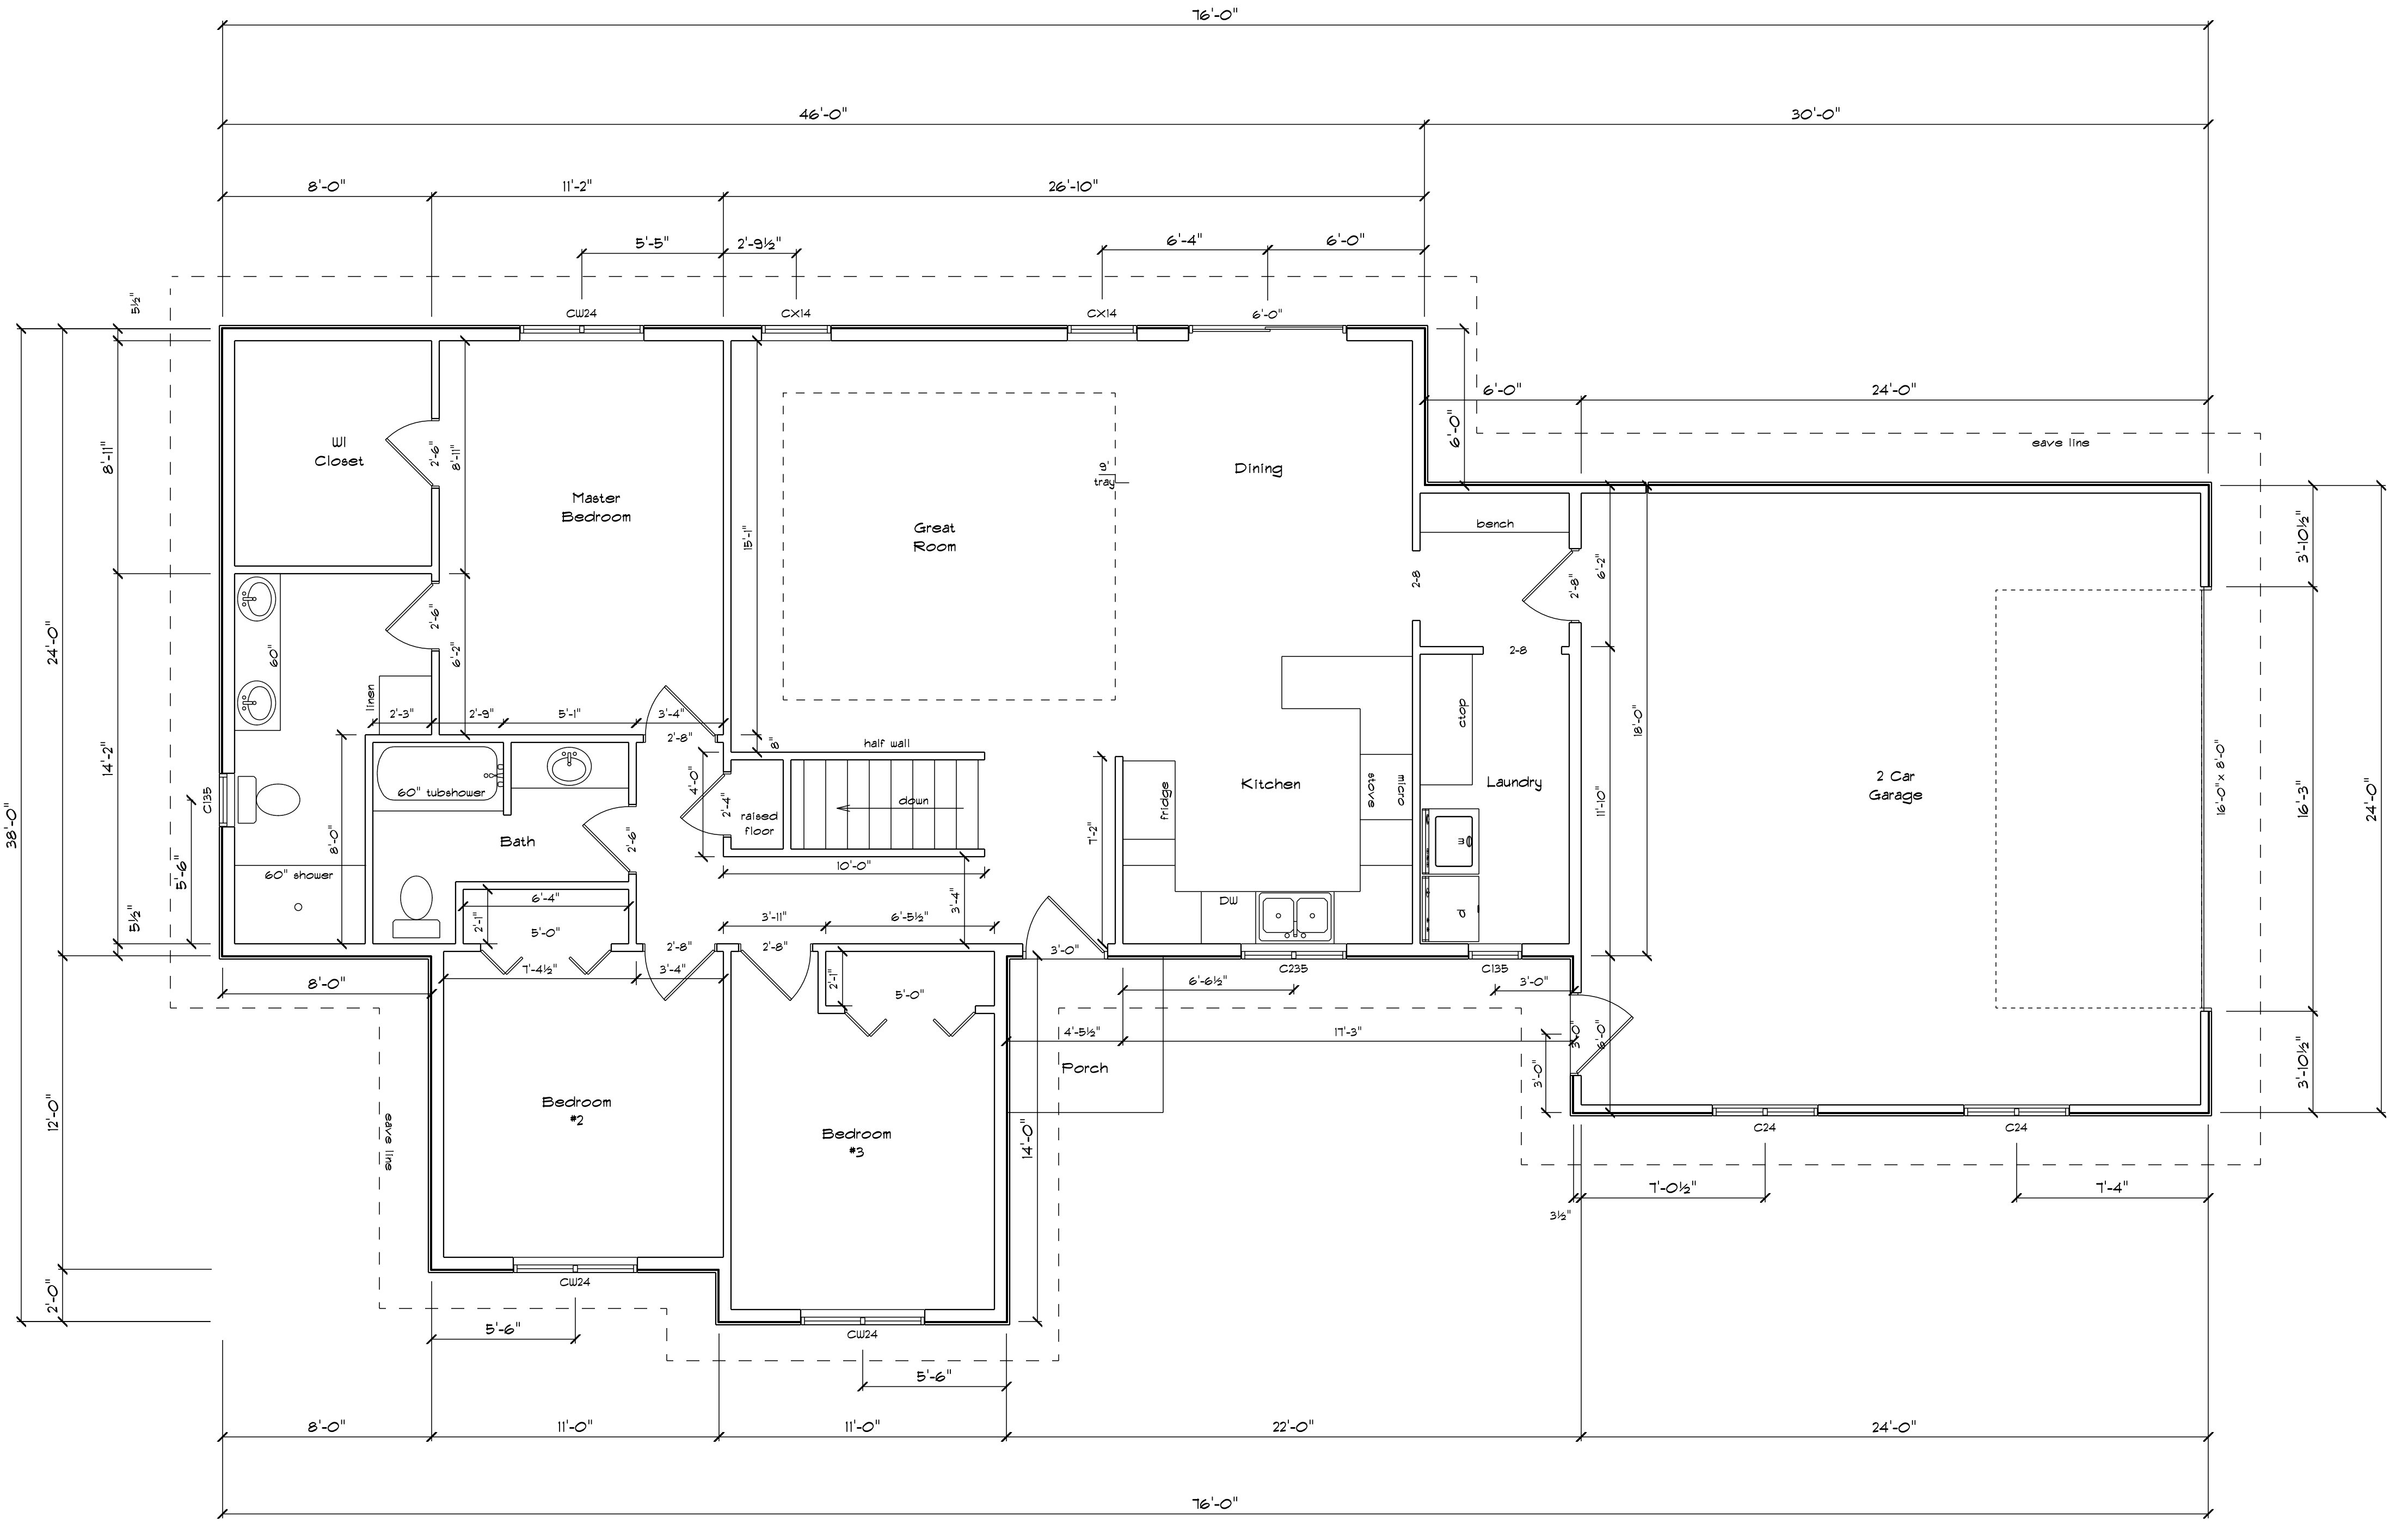 76'-0"
46'-0"
30'-0"
8'-0"
11'-2"
26'-10"
5'-5"
2'-9½"
6'-4"
6'-0"
5½"
CW24
CX14
CX14
6'-0"
6'-0"
24'-0"
6'-0"
eave line
8'-11"
WI
Closet
2'-6"
8'-11"
Master
Bedroom
15'-1"
Great
Room
9'
tray
Dining
bench
3'-10½"
2-8
2'-8"
6'-2"
24'-0"
60"
2'-6"
6'-2"
2-8
linen
2'-3"
2'-9"
5'-1"
3'-4"
2'-8"
8"
half wall
ctop
18'-0"
14'-2"
38'-0"
C135
60" tubshower
4'-0"
2'-4"
raised
floor
down
Kitchen
fridge
stove
micro
Laundry
11'-10"
2 Car
Garage
16'-0" x 8'-0"
16'-3"
24'-0"
8'-0"
Bath
2'-6"
7'-2"
m
5'-6"
60" shower
10'-0"
3'-4"
5½"
2'-1"
6'-4"
5'-0"
3'-11"
6'-5½"
DW
D
2'-8"
2'-8"
3'-0"
8'-0"
7'-4½"
3'-4"
2'-1"
5'-0"
C235
C135
6'-6½"
3'-0"
4'-5½"
17'-3"
3'-0"
6'-0"
Porch
3'-0"
3'-10½"
12'-0"
eave line
Bedroom
#2
Bedroom
#3
14'-0"
C24
C24
3½"
7'-0½"
7'-4"
2'-0"
CW24
5'-6"
CW24
5'-6"
8'-0"
11'-0"
11'-0"
22'-0"
24'-0"
76'-0"